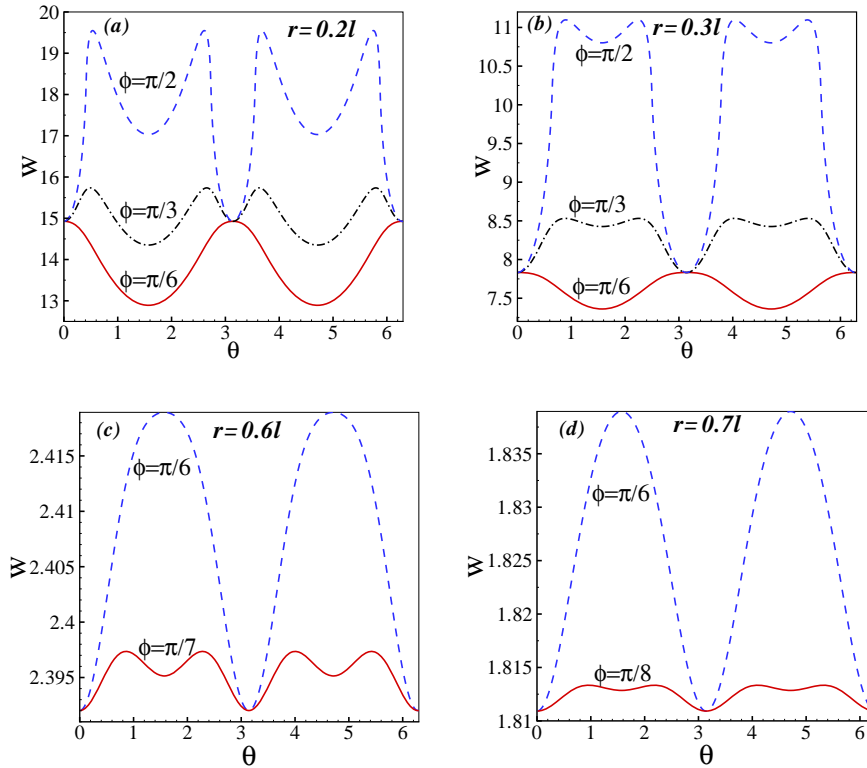 (a)
r=0.2l
20
19
18
17
16
15
14
13
W
ϕ=π/2
ϕ=π/3
ϕ=π/6
0 1 2 3 4 5 6
θ
(b)
r=0.3l
11
10.5
10
9.5
9
8.5
8
7.5
W
ϕ=π/2
ϕ=π/3
ϕ=π/6
0 1 2 3 4 5 6
θ
(c)
r=0.6l
2.415
2.41
2.405
2.4
2.395
W
ϕ=π/6
ϕ=π/7
0 1 2 3 4 5 6
θ
(d)
r=0.7l
1.835
1.83
1.825
1.82
1.815
1.81
W
ϕ=π/6
ϕ=π/8
0 1 2 3 4 5 6
θ